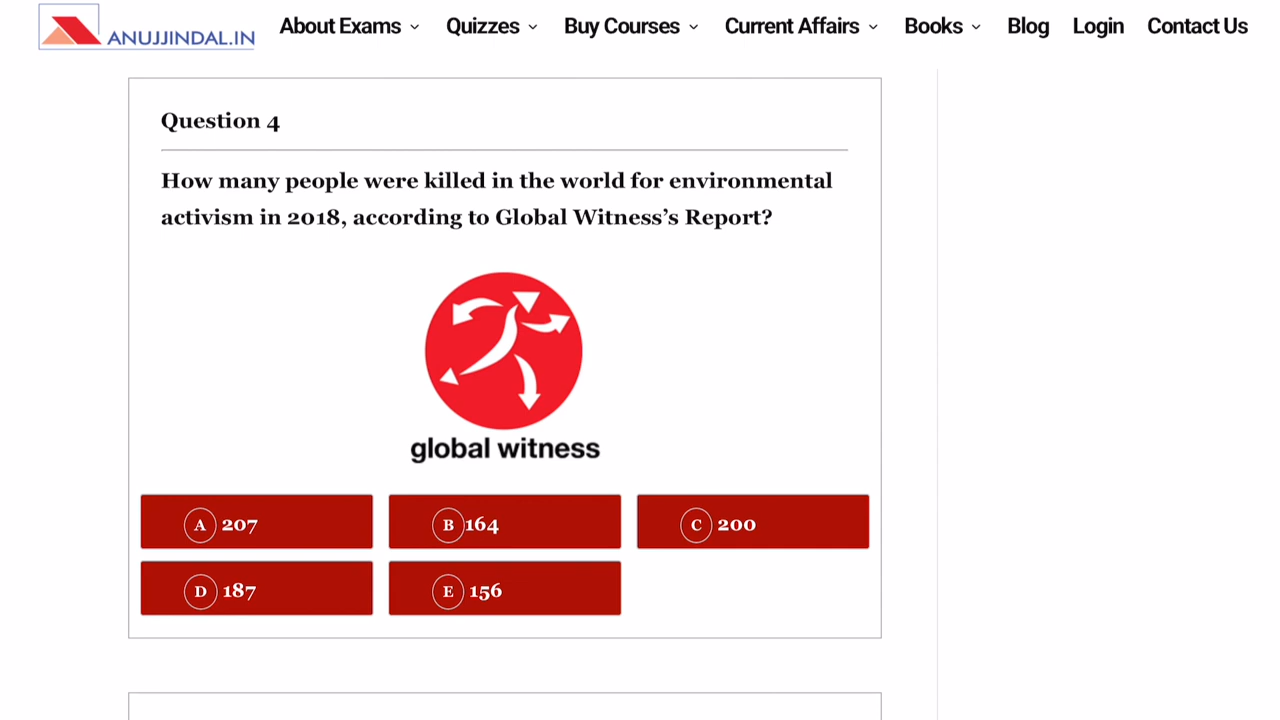 ANUJJINDAL.IN About Exams Quizzes Buy Courses Current Affairs Books Blog Login Contact Us
Question 4
How many people were killed in the world for environmental
activism in 2018, according to Global Witness’s Report?
global witness
A 207 B 164 C 200
D 187 E 156